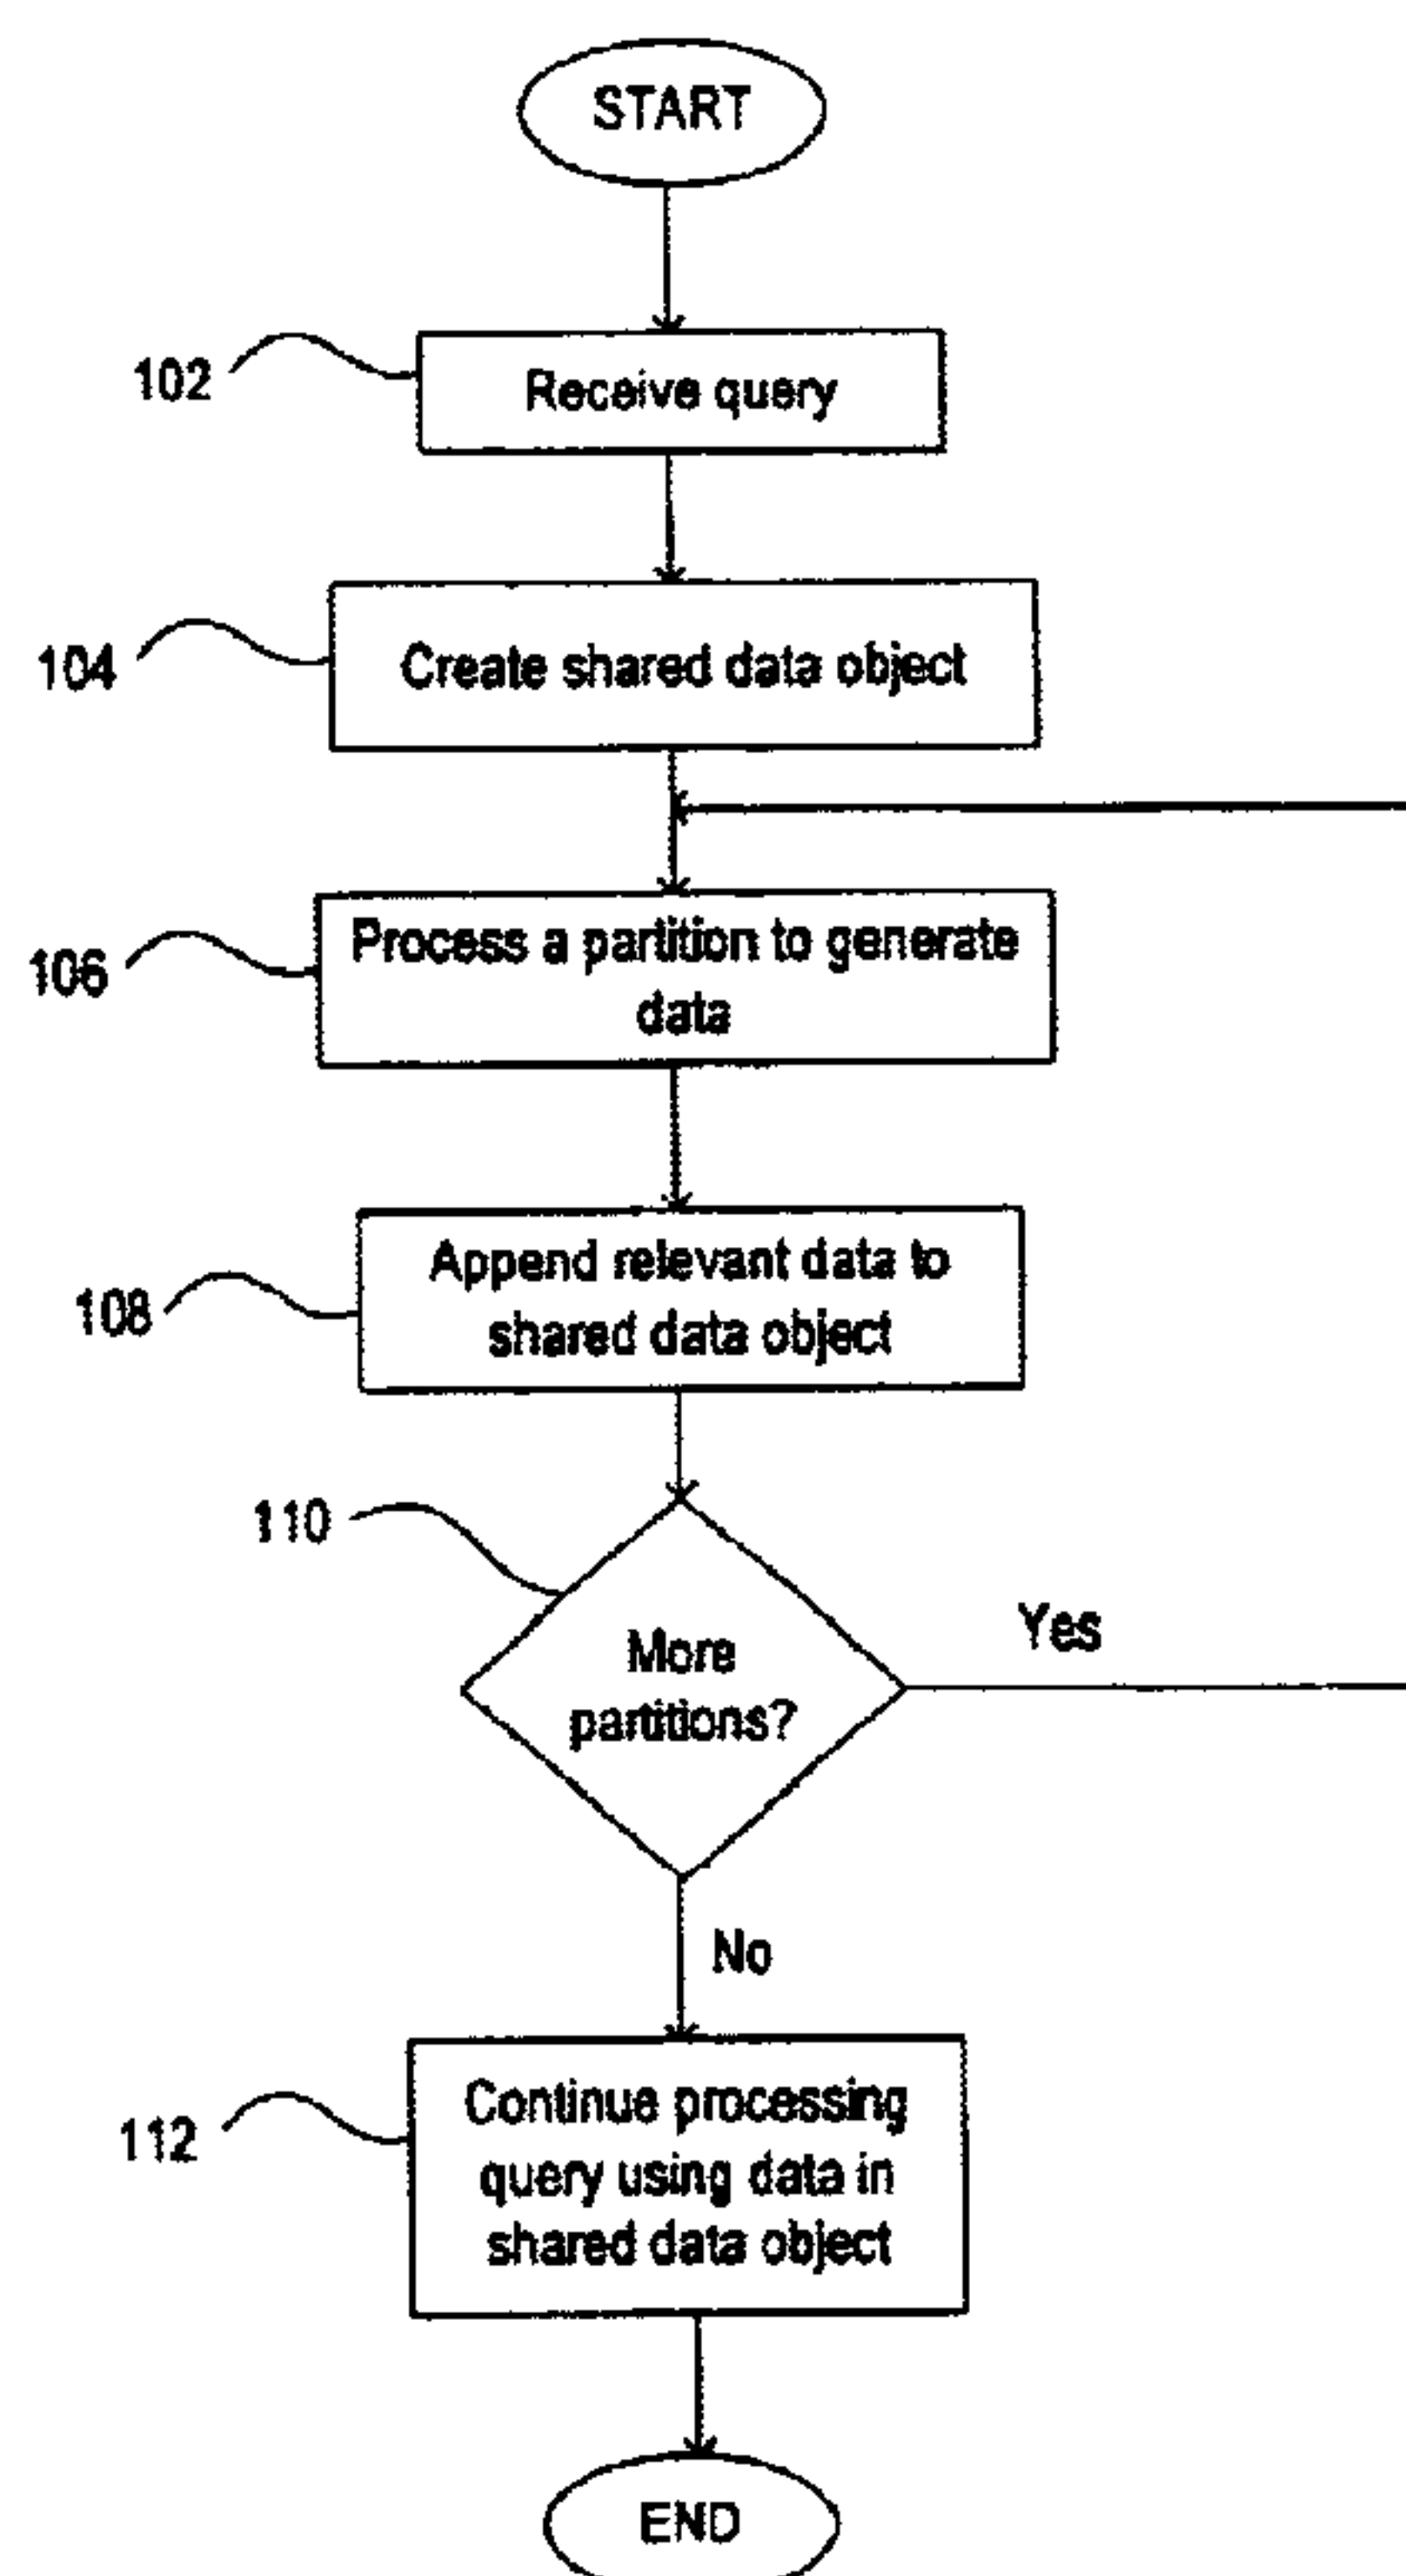 START
102
Receive query
104
Create shared data object
106
Process a partition to generate
data
108
Append relevant data to
shared data object
110
More
partitions?
Yes
No
112
Continue processing
query using data in
shared data object
END